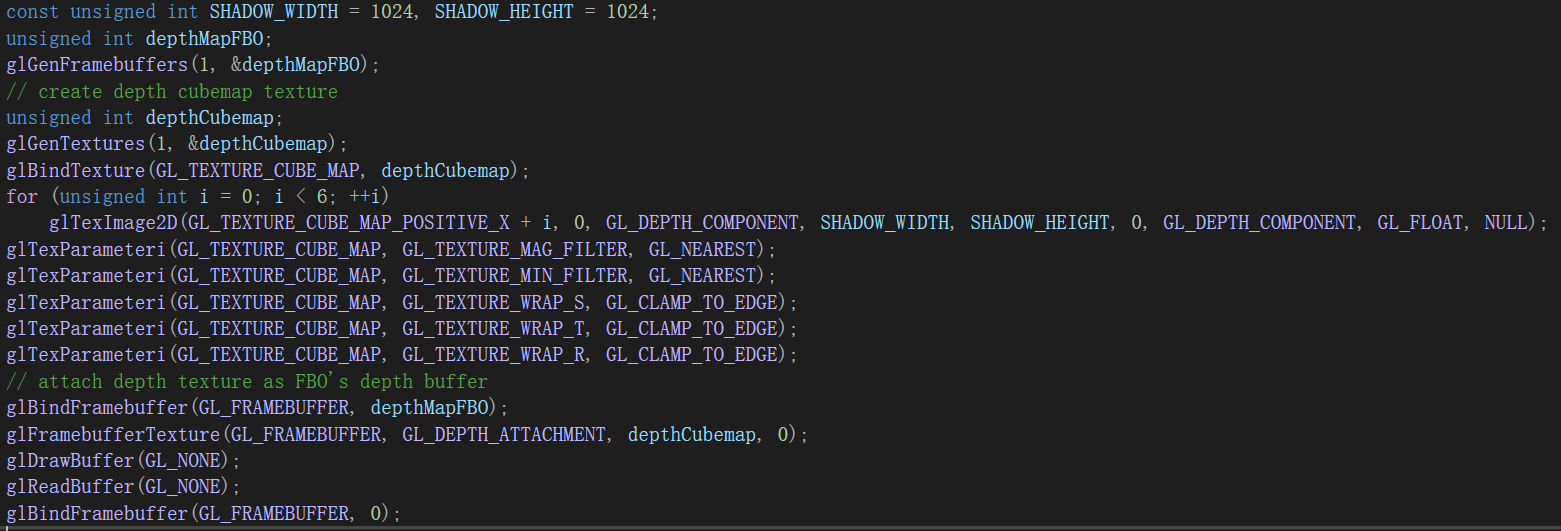 const unsigned int SHADOW_WIDTH = 1024, SHADOW_HEIGHT = 1024;
unsigned int depthMapFBO;
glGenFramebuffers(1, &depthMapFBO);
// create depth cubemap texture
unsigned int depthCubemap;
glGenTextures(1, &depthCubemap);
glBindTexture(GL_TEXTURE_CUBE_MAP, depthCubemap);
for (unsigned int i = 0; i < 6; ++i)
    glTexImage2D(GL_TEXTURE_CUBE_MAP_POSITIVE_X + i, 0, GL_DEPTH_COMPONENT, SHADOW_WIDTH, SHADOW_HEIGHT, 0, GL_DEPTH_COMPONENT, GL_FLOAT, NULL);
glTexParameteri(GL_TEXTURE_CUBE_MAP, GL_TEXTURE_MAG_FILTER, GL_NEAREST);
glTexParameteri(GL_TEXTURE_CUBE_MAP, GL_TEXTURE_MIN_FILTER, GL_NEAREST);
glTexParameteri(GL_TEXTURE_CUBE_MAP, GL_TEXTURE_WRAP_S, GL_CLAMP_TO_EDGE);
glTexParameteri(GL_TEXTURE_CUBE_MAP, GL_TEXTURE_WRAP_T, GL_CLAMP_TO_EDGE);
glTexParameteri(GL_TEXTURE_CUBE_MAP, GL_TEXTURE_WRAP_R, GL_CLAMP_TO_EDGE);
// attach depth texture as FBO's depth buffer
glBindFramebuffer(GL_FRAMEBUFFER, depthMapFBO);
glFramebufferTexture(GL_FRAMEBUFFER, GL_DEPTH_ATTACHMENT, depthCubemap, 0);
glDrawBuffer(GL_NONE);
glReadBuffer(GL_NONE);
glBindFramebuffer(GL_FRAMEBUFFER, 0);